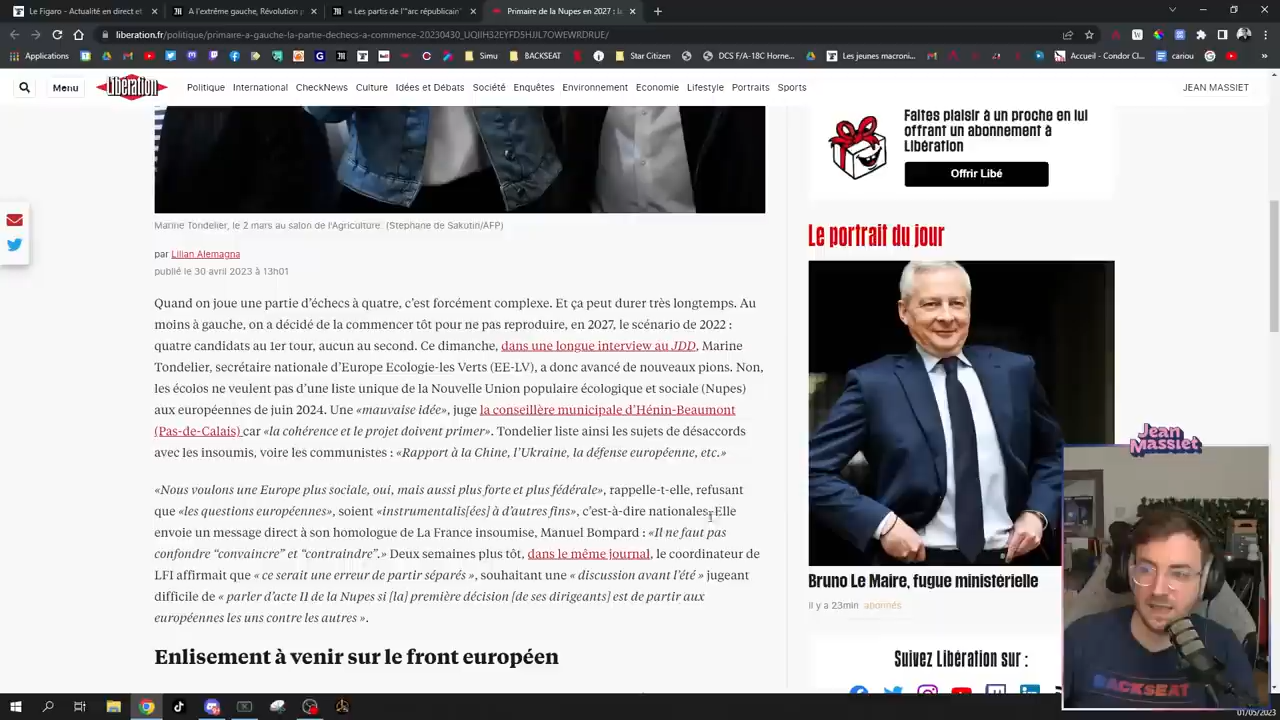 Le Figaro - Actualité en direct et
A l'extrême gauche, Révolution p
« Les partis de l'"arc républicain"
Primaire de la Nupes en 2027 : la
liberation.fr/politique/primaire-a-gauche-la-partie-dechecs-a-commence-20230430_UQIIH32EYFD5HJJL7OWEWRDRUE/
Applications
Simu
BACKSEAT
Star Citizen
DCS F/A-18C Horne...
Les jeunes macroni...
Account - Condor Cl...
cariou
Menu
Libération
Politique
International
CheckNews
Culture
Idées et Débats
Société
Enquêtes
Environnement
Economie
Lifestyle
Portraits
Sports
JEAN MASSIET
Marine Tondelier, le 2 mars au salon de l'Agriculture. (Stephane de Sakutin/AFP)
par Lilian Alemagna
publié le 30 avril 2023 à 13h01
Quand on joue une partie d'échecs à quatre, c'est forcément complexe. Et ça peut durer très longtemps. Au
moins à gauche, on a décidé de la commencer tôt pour ne pas reproduire, en 2027, le scénario de 2022 :
quatre candidats au 1er tour, aucun au second. Ce dimanche, dans une longue interview au JDD, Marine
Tondelier, secrétaire nationale d'Europe Ecologie-les Verts (EE-LV), a donc avancé de nouveaux pions. Non,
les écolos ne veulent pas d'une liste unique de la Nouvelle Union populaire écologique et sociale (Nupes)
aux européennes de juin 2024. Une «mauvaise idée», juge la conseillère municipale d'Hénin-Beaumont
(Pas-de-Calais) car «la cohérence et le projet doivent primer». Tondelier liste ainsi les sujets de désaccords
avec les insoumis, voire les communistes : «Rapport à la Chine, l'Ukraine, la défense européenne, etc.»
«Nous voulons une Europe plus sociale, oui, mais aussi plus forte et plus fédérale», rappelle-t-elle, refusant
que «les questions européennes», soient «instrumentalis[ées] à d'autres fins», c'est-à-dire nationales. Elle
envoie un message direct à son homologue de La France insoumise, Manuel Bompard : «Il ne faut pas
confondre “convaincre” et “contraindre”.» Deux semaines plus tôt, dans le même journal, le coordinateur de
LFI affirmait que « ce serait une erreur de partir séparés », souhaitant une « discussion avant l'été » jugeant
difficile de « parler d'acte II de la Nupes si [la] première décision [de ses dirigeants] est de partir aux
européennes les uns contre les autres ».
Enlisement à venir sur le front européen
Faites plaisir à un proche en lui
offrant un abonnement à
Libération
Offrir Libé
Le portrait du jour
Bruno Le Maire, fugue ministérielle
Il y a 23min abonnés
Suivez Libération sur :
Jean
Massiet
BACKSEAT
01/05/2023